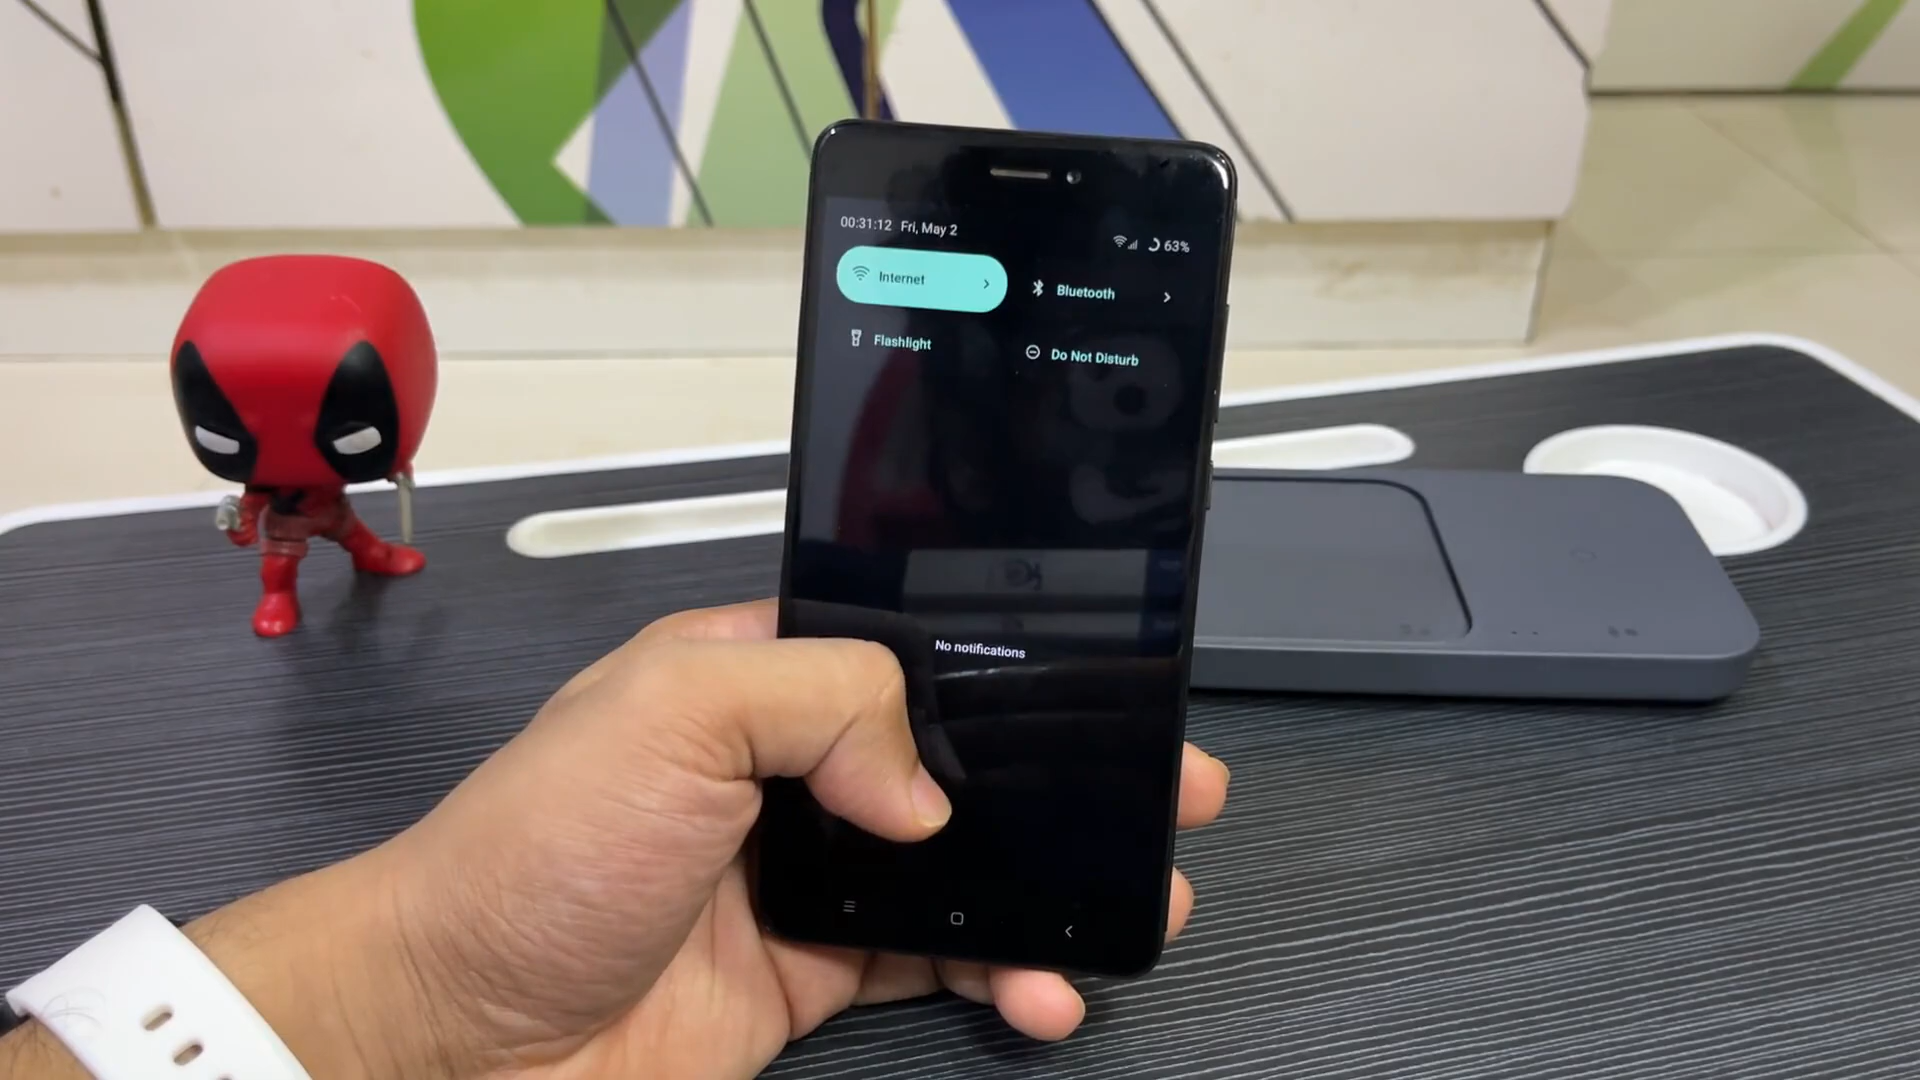 00:31:12 Fri, May 2
63%
Internet
Bluetooth
Flashlight
Do Not Disturb
No notifications